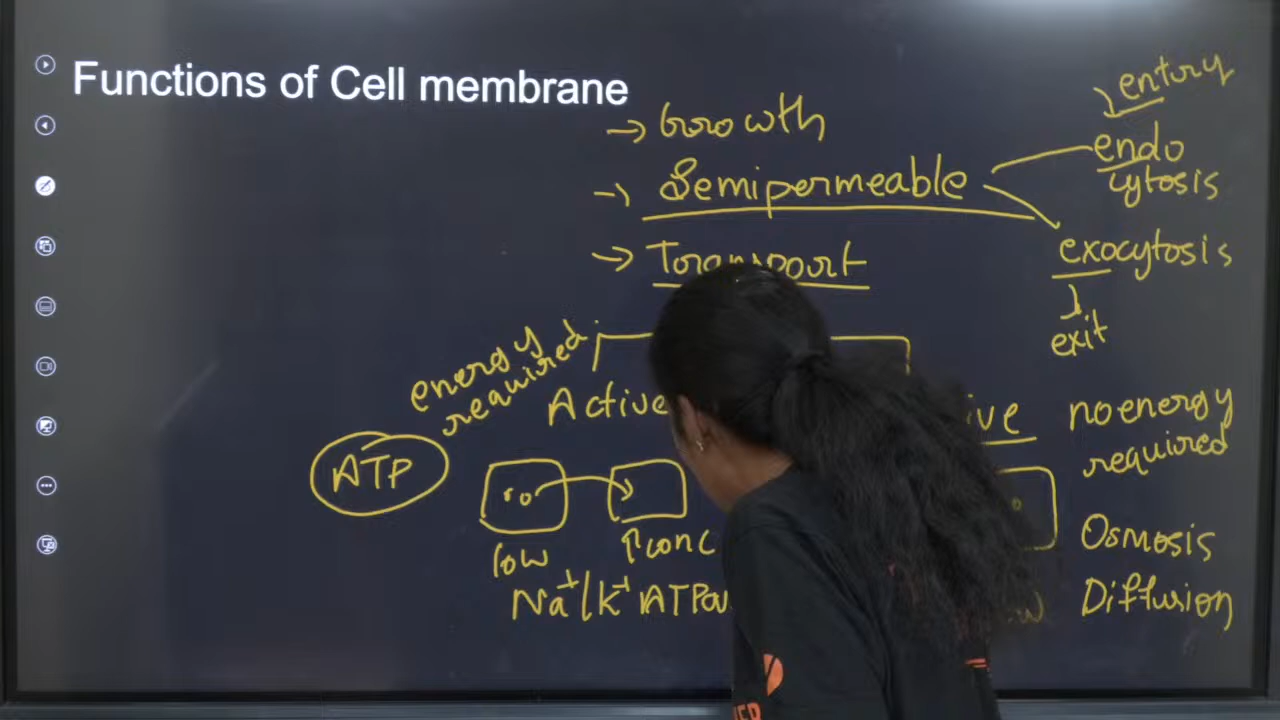 Functions of Cell membrane
→ Growth
→ Semipermeable
entry
endo
cytosis
exocytosis
exit
→ Transport
energy
required
Active
no energy
required
ATP
low
↑conc
Na+/K+ ATPa
Osmosis
Diffusion